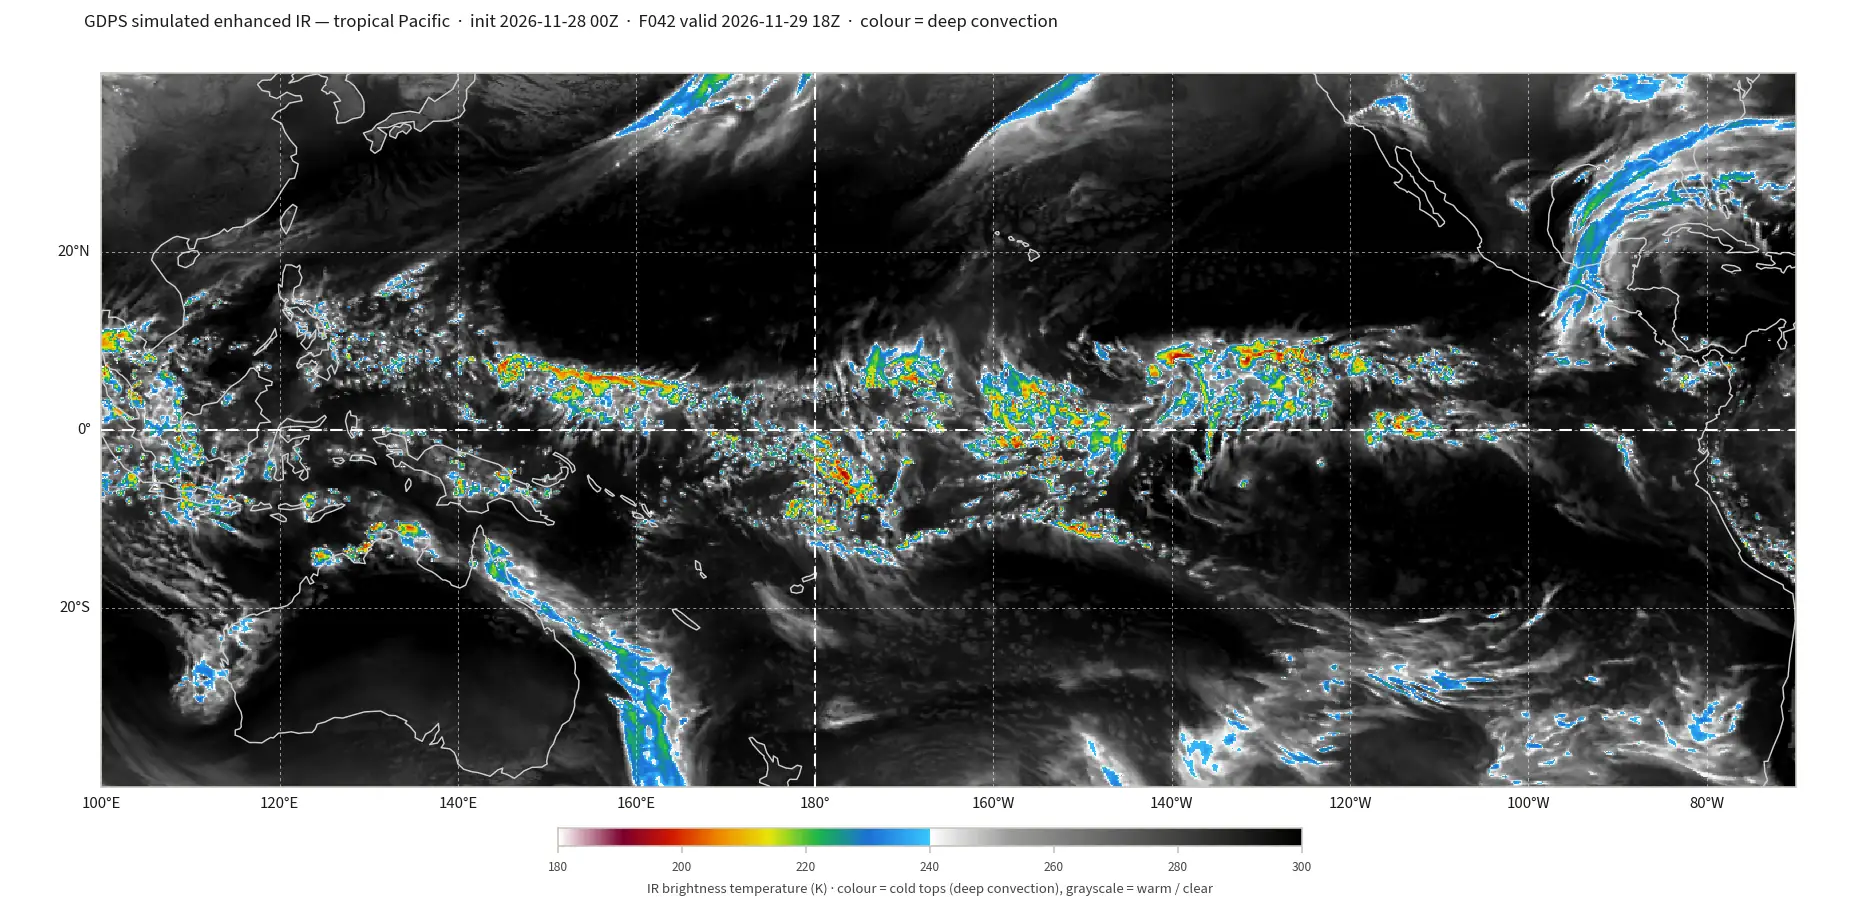 GDPS simulated enhanced IR — tropical Pacific · init 2026-11-28 00Z · F042 valid 2026-11-29 18Z · colour = deep convection
20°N
0°
20°S
100°E 120°E 140°E 160°E 180° 160°W 140°W 120°W 100°W 80°W
180 200 220 240 260 280 300
IR brightness temperature (K) · colour = cold tops (deep convection), grayscale = warm / clear